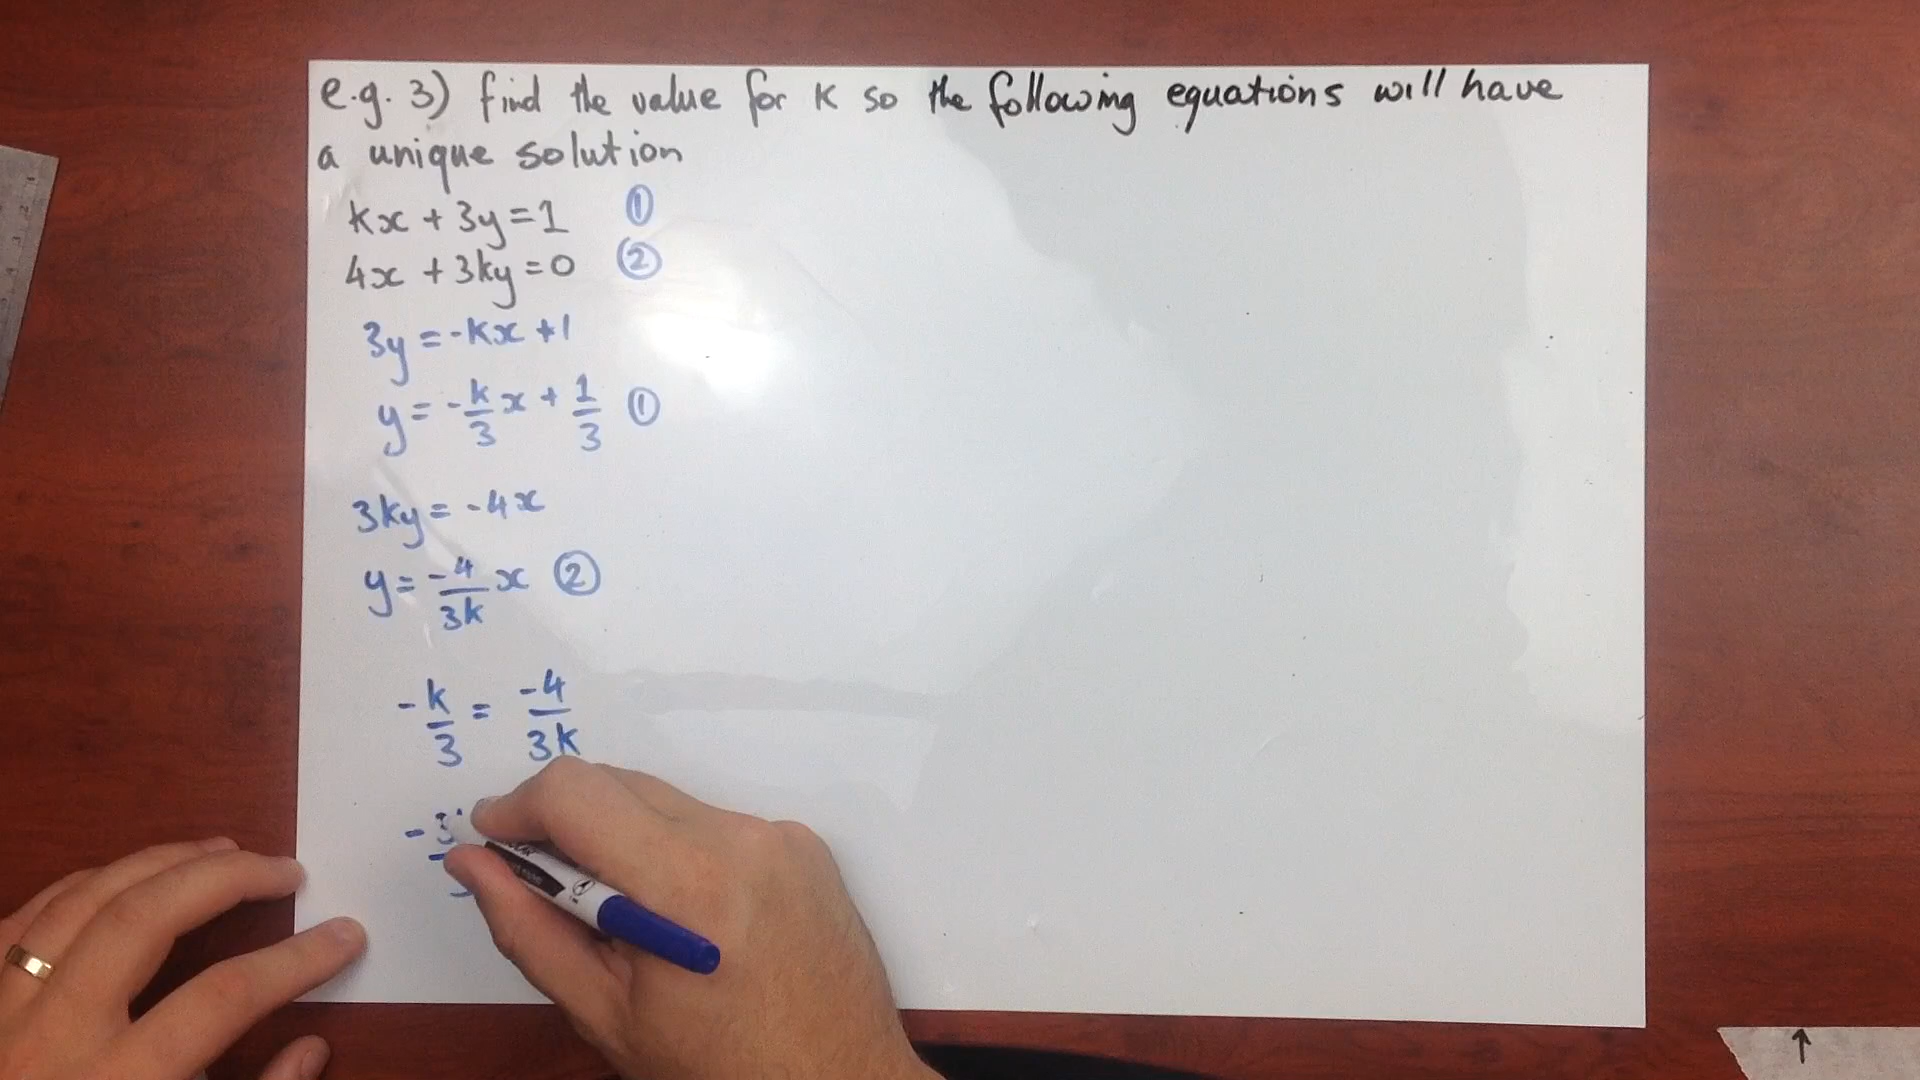 e.g. 3) find the value for K so the following equations will have
a unique solution
kx + 3y = 1 ①
4x + 3ky = 0 ②
3y = -kx + 1
y = -k/3 x + 1/3 ①
3ky = -4x
y = -4/3k x ②
-k/3 = -4/3k
-3